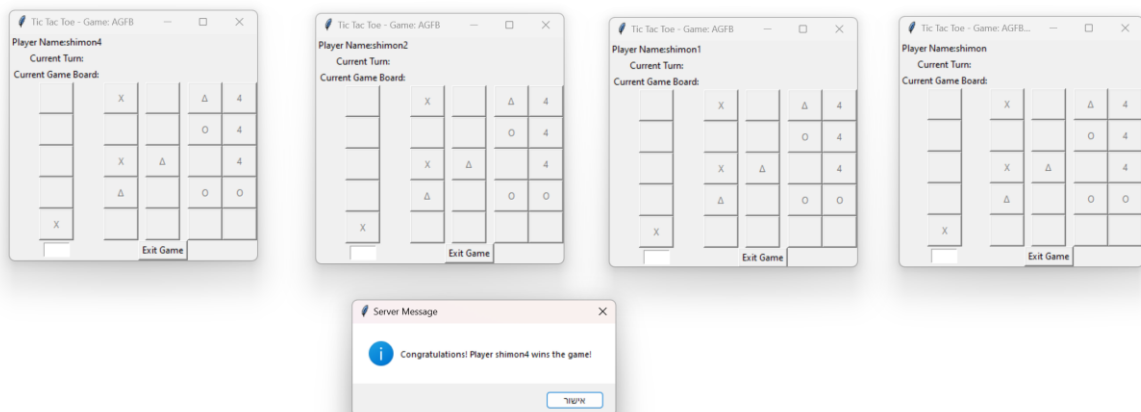 Tic Tac Toe - Game: AGFB
Player Name:shimon4
Current Turn:
Current Game Board:
X Δ 4
O 4
X Δ 4
Δ O O
X
Exit Game
Tic Tac Toe - Game: AGFB
Player Name:shimon2
Current Turn:
Current Game Board:
X Δ 4
O 4
X Δ 4
Δ O O
X
Exit Game
Tic Tac Toe - Game: AGFB
Player Name:shimon1
Current Turn:
Current Game Board:
X Δ 4
O 4
X Δ 4
Δ O O
X
Exit Game
Tic Tac Toe - Game: AGFB...
Player Name:shimon
Current Turn:
Current Game Board:
X Δ 4
O 4
X Δ 4
Δ O O
X
Exit Game
Server Message
Congratulations! Player shimon4 wins the game!
אישור